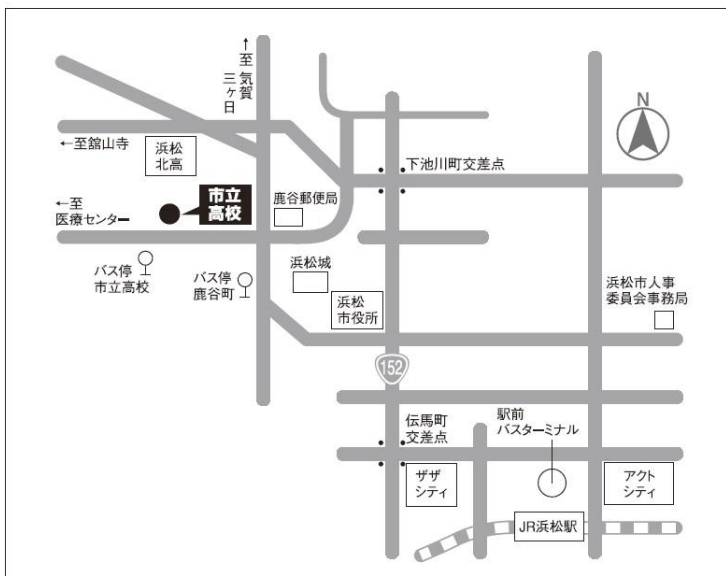 ←至
気賀
三ヶ日
N
←至舘山寺
浜松
北高
下池川町交差点
市立
高校
鹿谷郵便局
←至
医療センター
バス停
市立高校
バス停
鹿谷町
浜松城
浜松
市役所
浜松市人事
委員会事務局
152
伝馬町
交差点
駅前
バスターミナル
ザザ
シティ
アクト
シティ
JR浜松駅